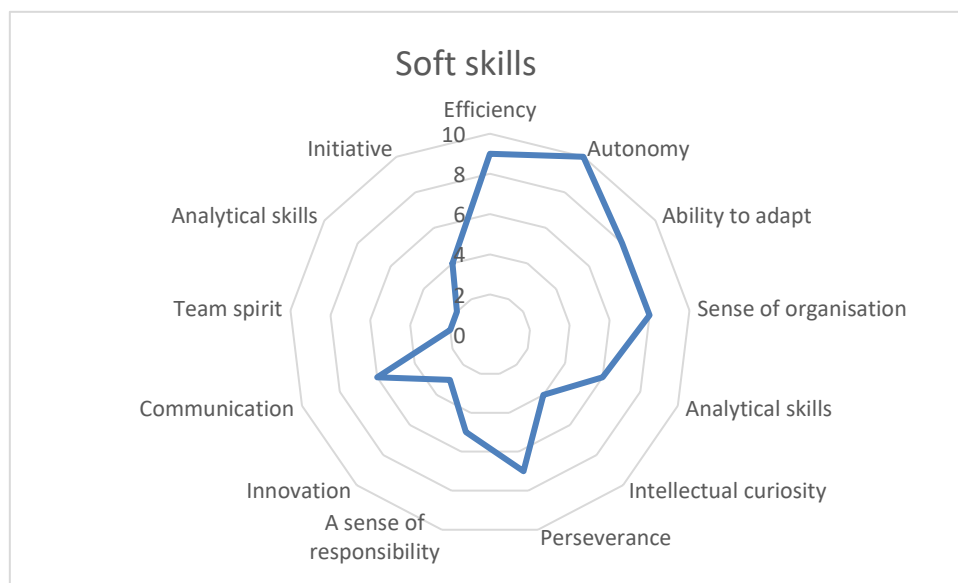 Soft skills
Efficiency
Autonomy
Ability to adapt
Sense of organisation
Analytical skills
Intellectual curiosity
Perseverance
A sense of
responsibility
Innovation
Communication
Team spirit
Analytical skills
Initiative
10
8
6
4
2
0